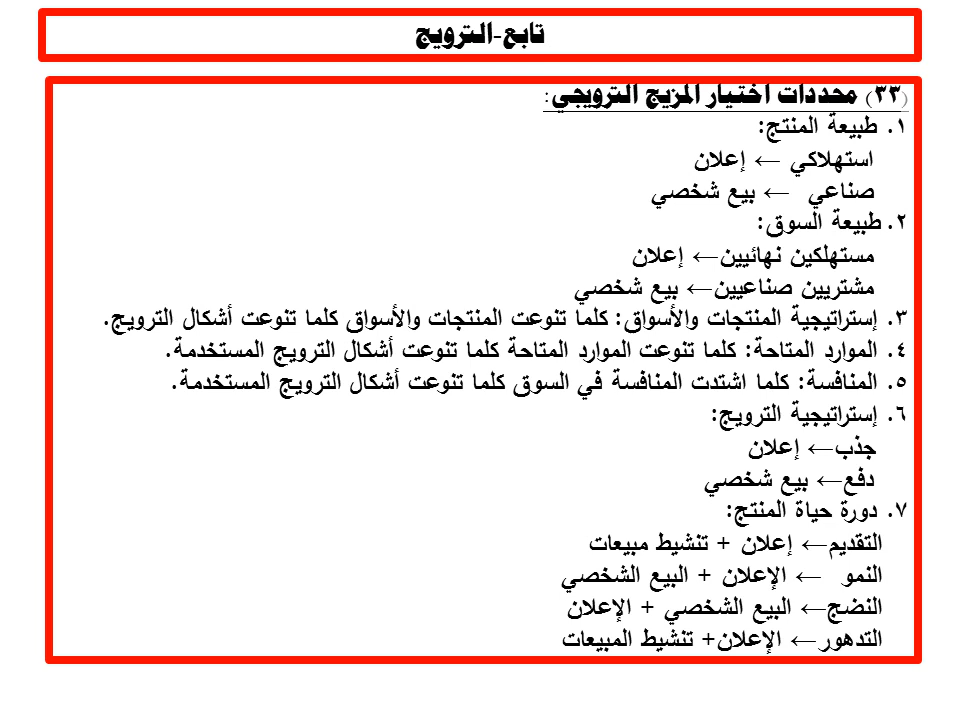 تابع-الترويج
(٣٣) محددات اختيار المزيج الترويجي:
١. طبيعة المنتج:
استهلاكي ← إعلان
صناعي ← بيع شخصي
٢. طبيعة السوق:
مستهلكين نهائيين← إعلان
مشتريين صناعيين← بيع شخصي
٣. إستراتيجية المنتجات والأسواق: كلما تنوعت المنتجات والأسواق كلما تنوعت أشكال الترويج.
٤. الموارد المتاحة: كلما تنوعت الموارد المتاحة كلما تنوعت أشكال الترويج المستخدمة.
٥. المنافسة: كلما اشتدت المنافسة في السوق كلما تنوعت أشكال الترويج المستخدمة.
٦. إستراتيجية الترويج:
جذب← إعلان
دفع← بيع شخصي
٧. دورة حياة المنتج:
التقديم← إعلان + تنشيط مبيعات
النمو ← الإعلان + البيع الشخصي
النضج← البيع الشخصي + الإعلان
التدهور← الإعلان+ تنشيط المبيعات